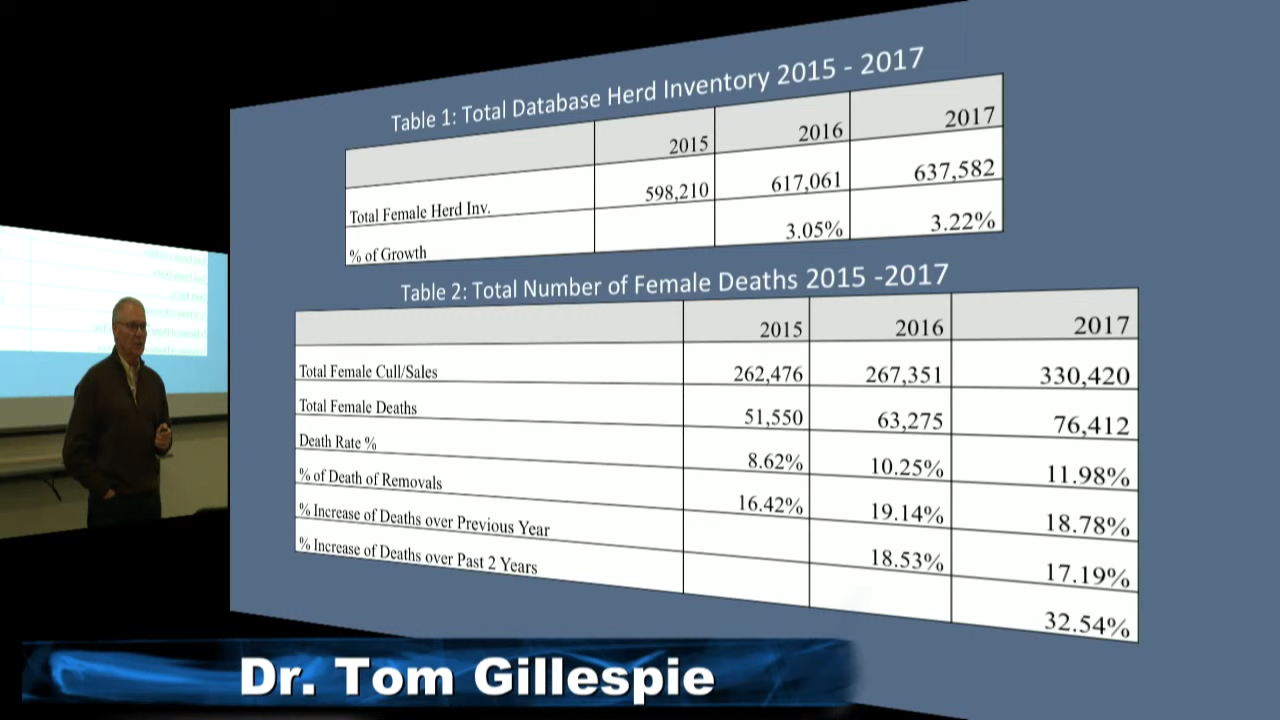 Table 1: Total Database Herd Inventory 2015 - 2017
2015 2016 2017
Total Female Herd Inv. 598,210 617,061 637,582
% of Growth 3.05% 3.22%
Table 2: Total Number of Female Deaths 2015 -2017
2015 2016 2017
Total Female Cull/Sales 262,476 267,351 330,420
Total Female Deaths 51,550 63,275 76,412
Death Rate % 8.62% 10.25% 11.98%
% of Death of Removals 16.42% 19.14% 18.78%
% Increase of Deaths over Previous Year 18.53% 17.19%
% Increase of Deaths over Past 2 Years 32.54%
Dr. Tom Gillespie